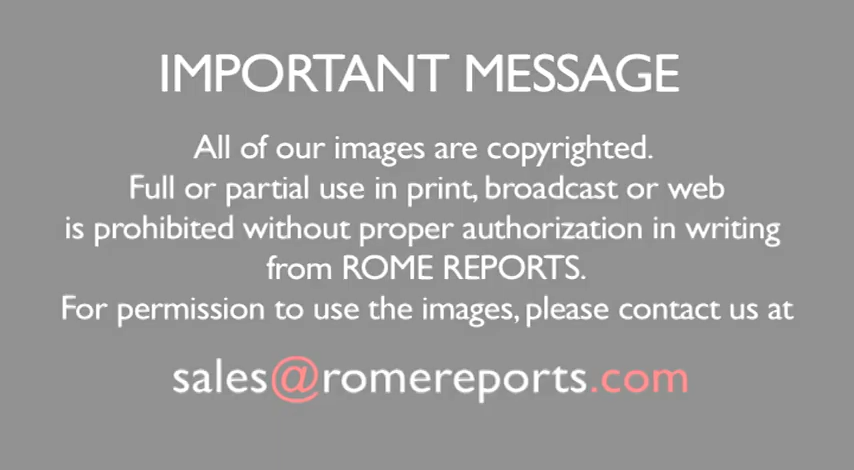 IMPORTANT MESSAGE
All of our images are copyrighted.
Full or partial use in print, broadcast or web
is prohibited without proper authorization in writing
from ROME REPORTS.
For permission to use the images, please contact us at
sales@romereports.com